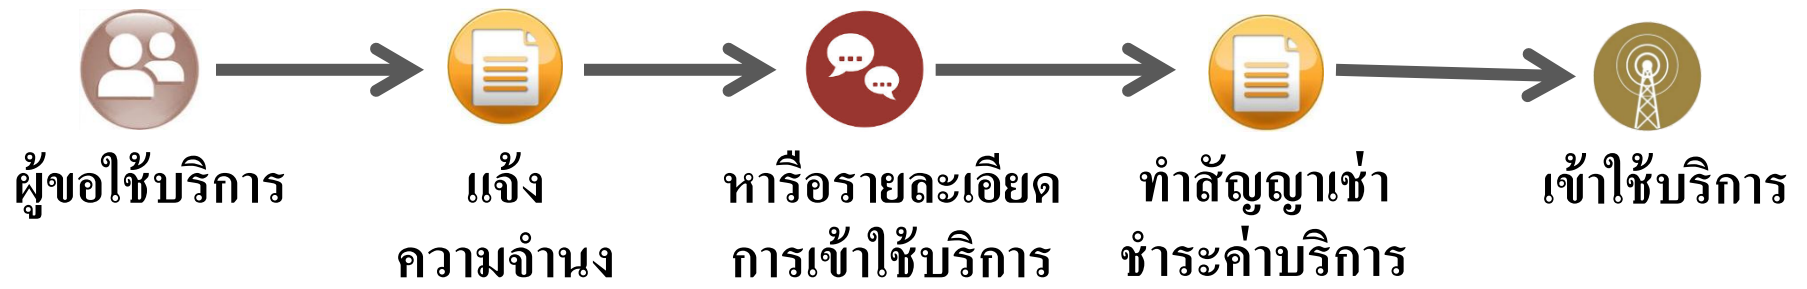 ผู้ขอใช้บริการ
แจ้ง
ความจำนง
หารือรายละเอียด
การเข้าใช้บริการ
ทำสัญญาเช่า
ชำระค่าบริการ
เข้าใช้บริการ